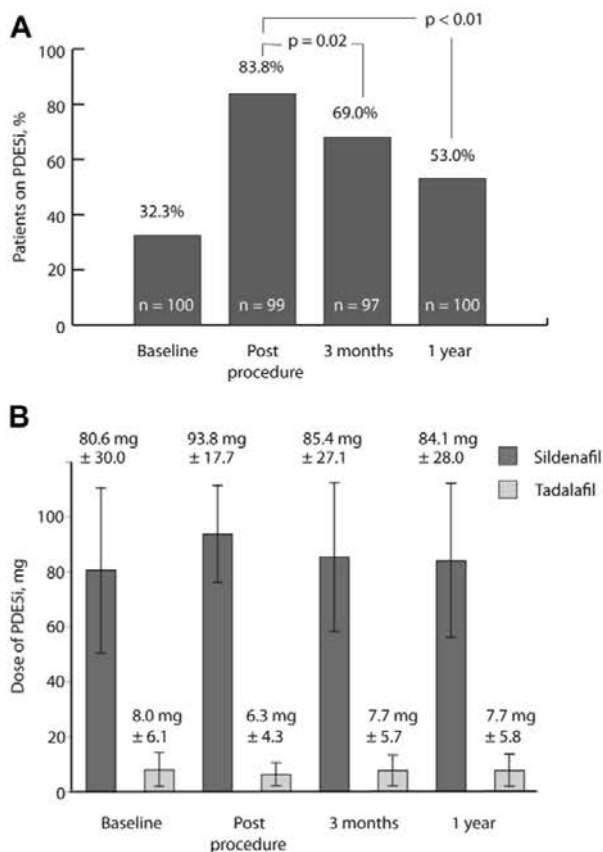 A
p < 0.01
p = 0.02
100
83.8%
80
69.0%
60
53.0%
40
32.3%
20
0
Patients on PDE5i, %
n = 100
n = 99
n = 97
n = 100
Baseline
Post
procedure
3 months
1 year
B
80.6 mg
± 30.0
93.8 mg
± 17.7
85.4 mg
± 27.1
84.1 mg
± 28.0
Sildenafil
Tadalafil
100
80
60
40
20
0
Dose of PDE5i, mg
8.0 mg
± 6.1
6.3 mg
± 4.3
7.7 mg
± 5.7
7.7 mg
± 5.8
Baseline
Post
procedure
3 months
1 year